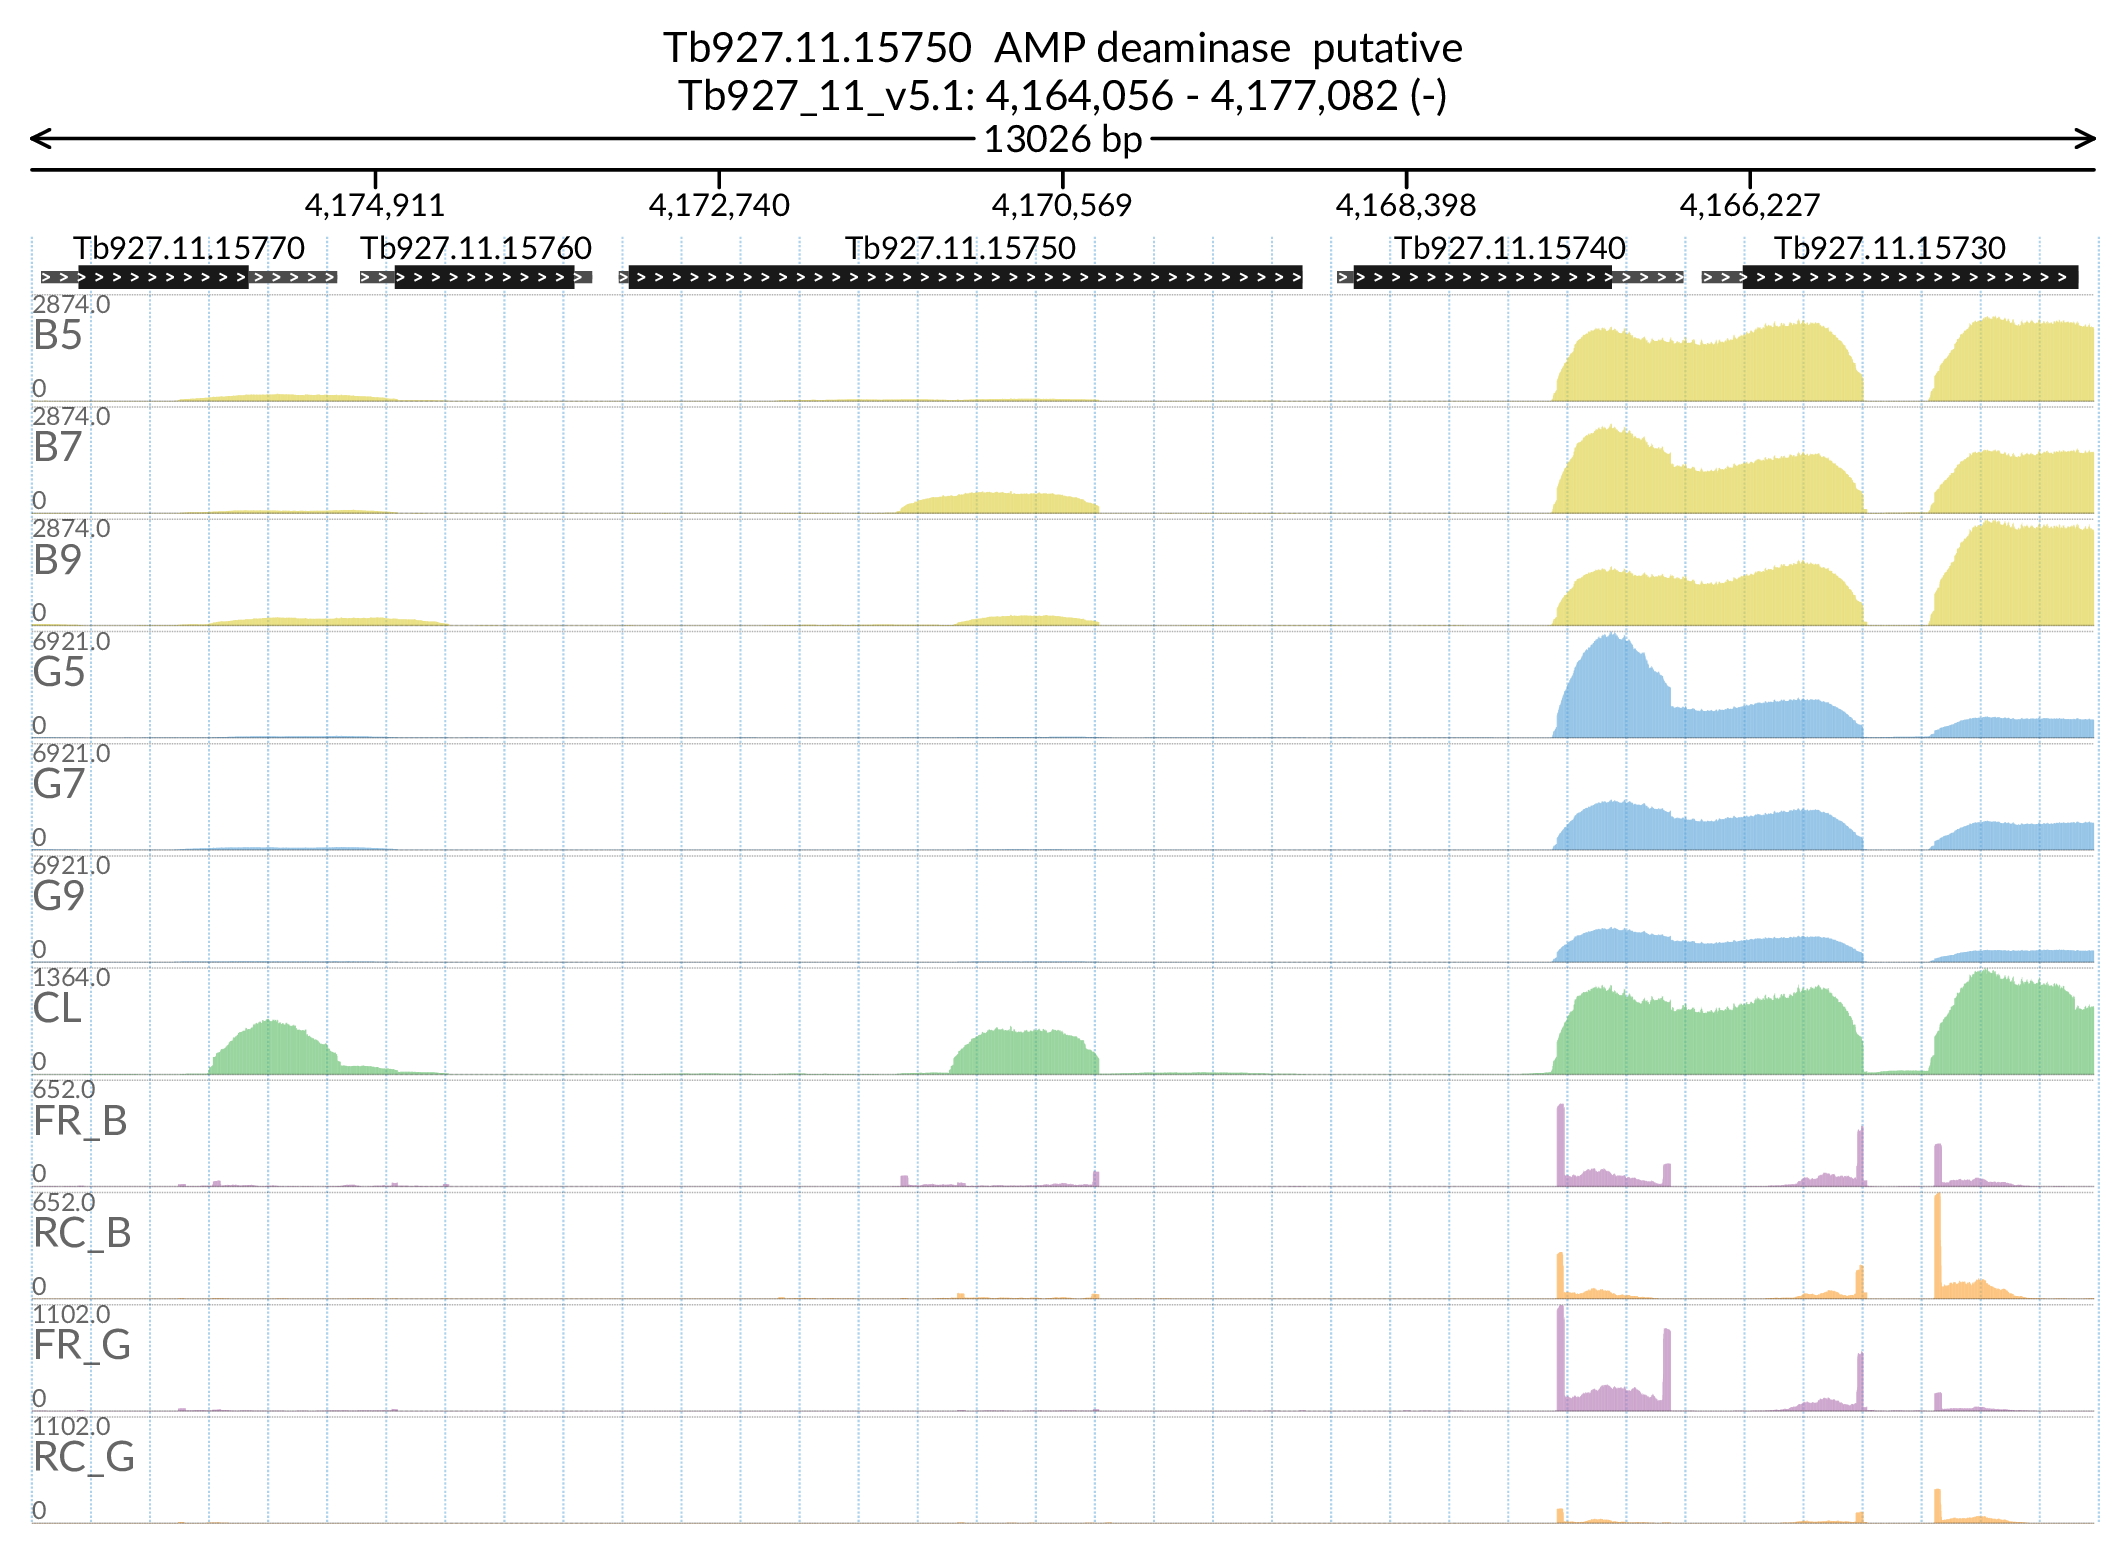 Tb927.11.15750 AMP deaminase putative
Tb927_11_v5.1: 4,164,056 - 4,177,082 (-)
13026 bp
4,174,911 4,172,740 4,170,569 4,168,398 4,166,227
Tb927.11.15770 Tb927.11.15760 Tb927.11.15750 Tb927.11.15740 Tb927.11.15730
2874.0
B5
0
2874.0
B7
0
2874.0
B9
0
6921.0
G5
0
6921.0
G7
0
6921.0
G9
0
1364.0
CL
0
652.0
FR_B
0
652.0
RC_B
0
1102.0
FR_G
0
1102.0
RC_G
0